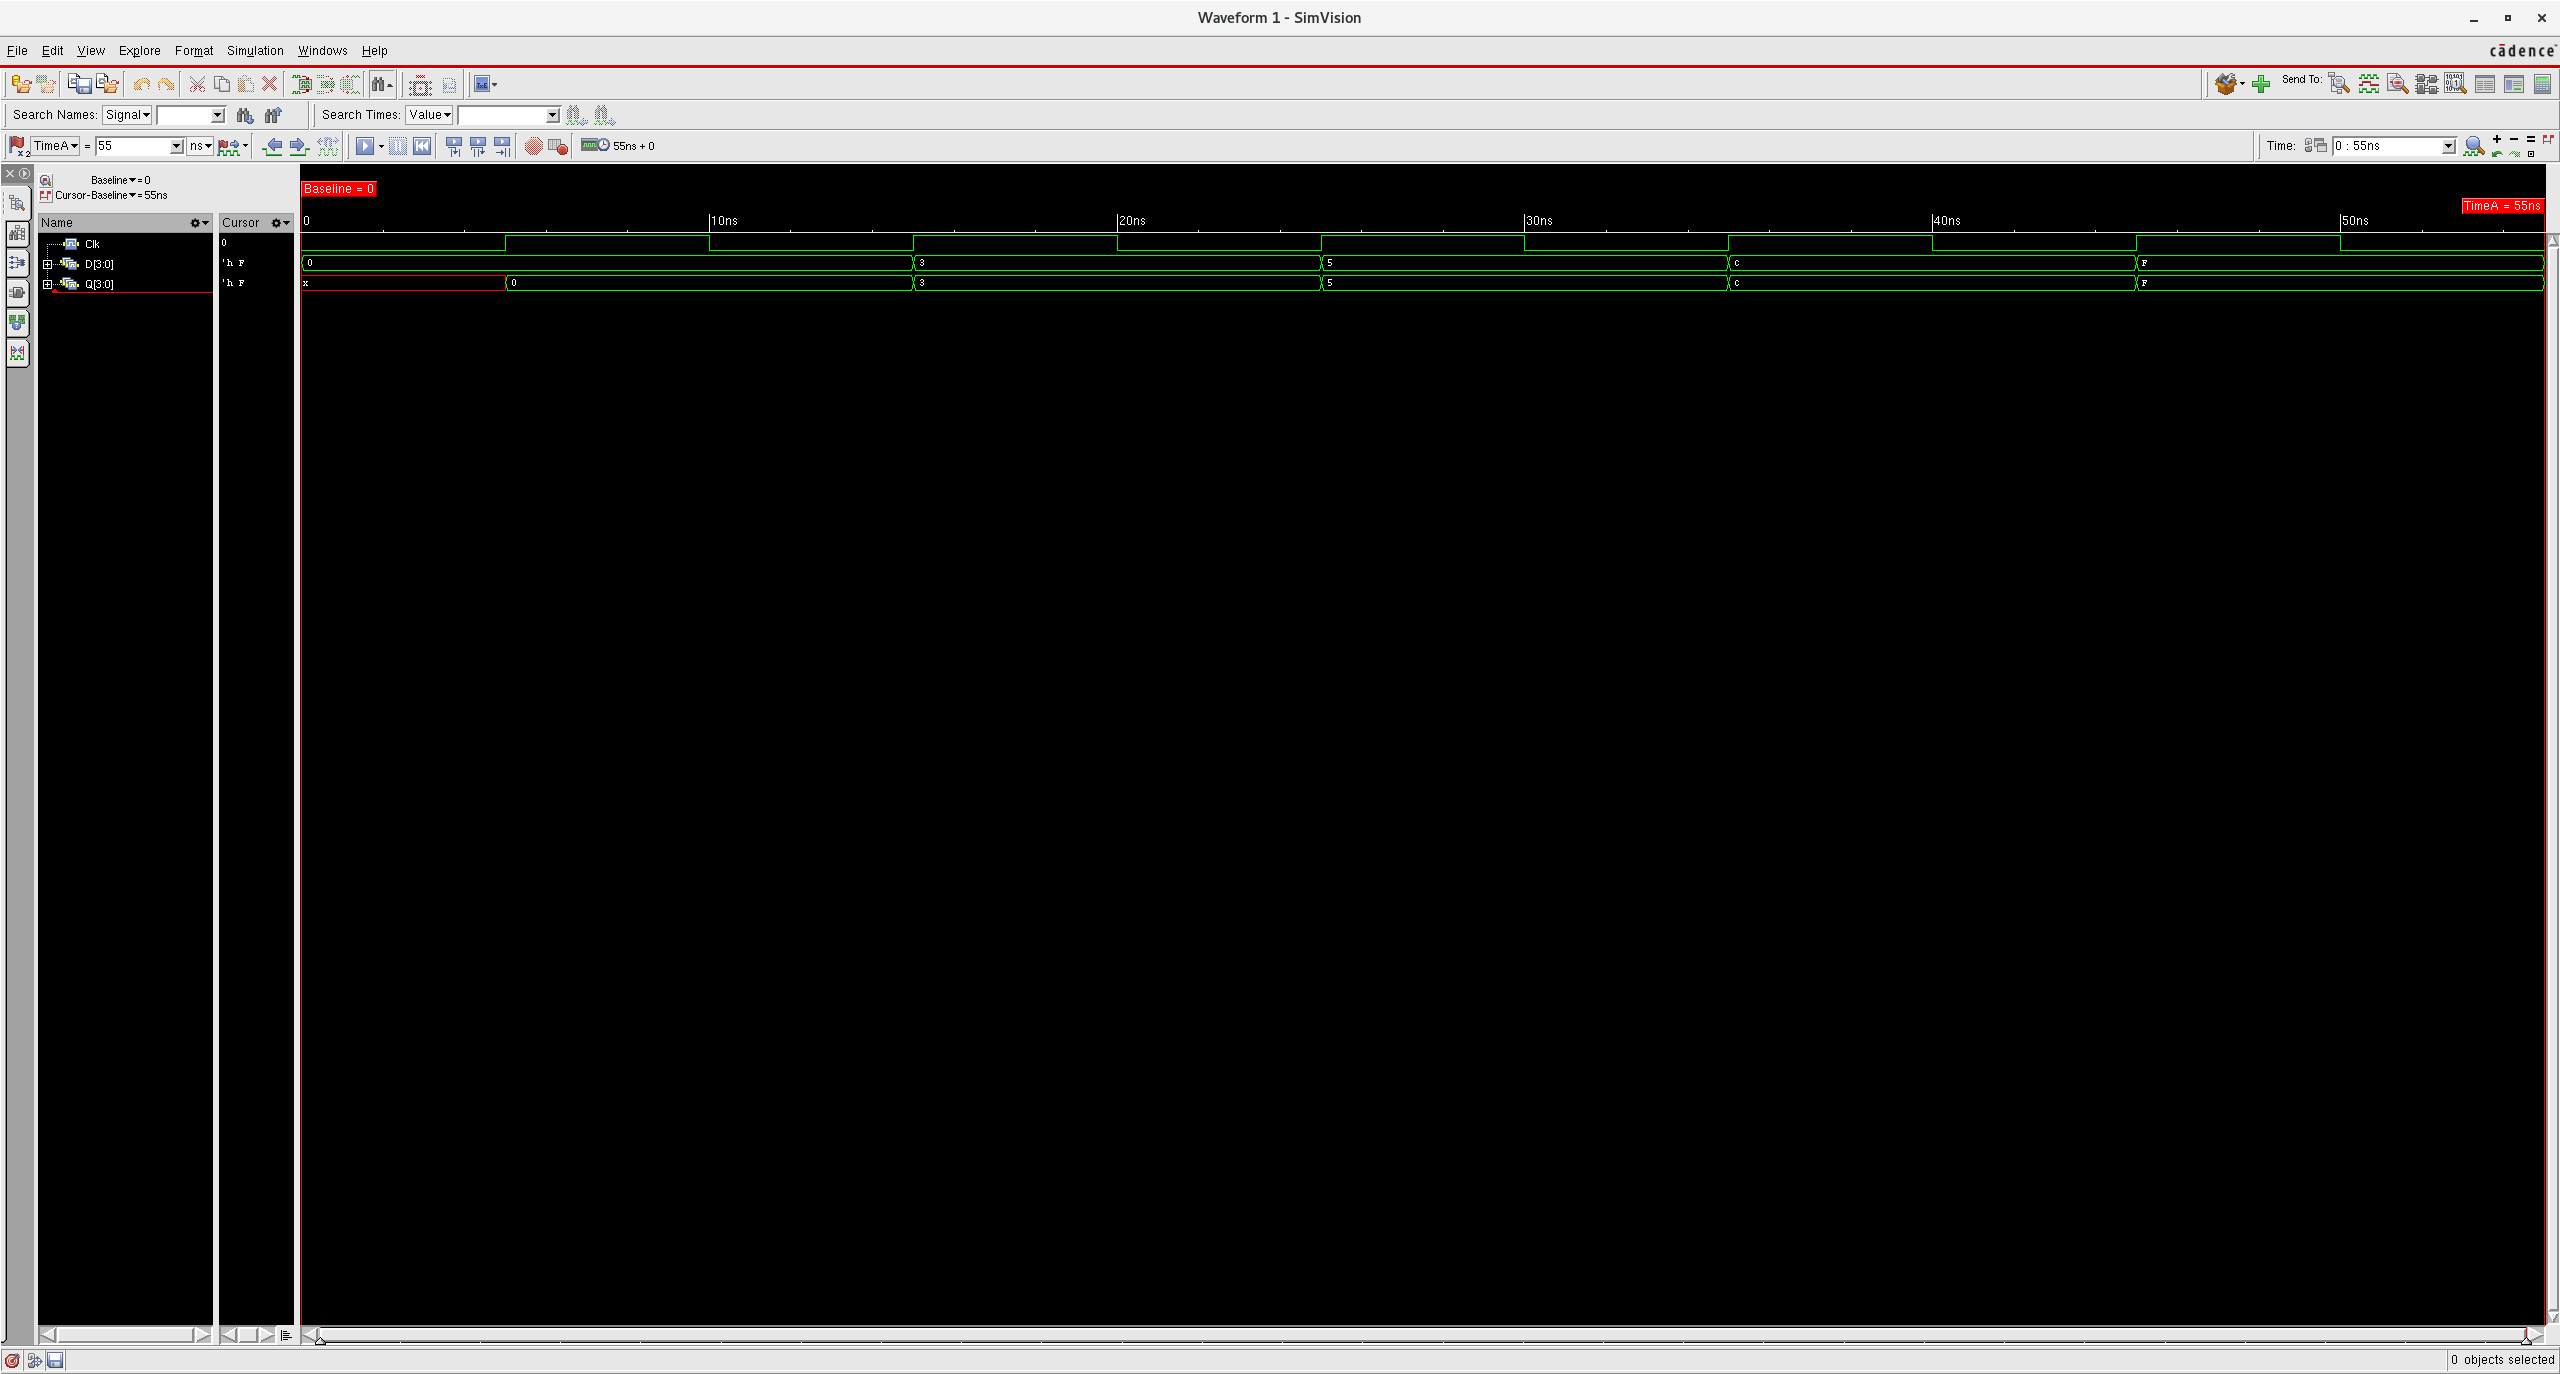 Waveform 1 - SimVision
File Edit View Explore Format Simulation Windows Help
cādence
Send To:
Search Names: Signal Search Times: Value
TimeA = 55 ns 55ns + 0 Time: 0 : 55ns
Baseline = 0
Cursor-Baseline = 55ns
Baseline = 0
TimeA = 55ns
Name Cursor 0 10ns 20ns 30ns 40ns 50ns
Clk 0
D[3:0] 'h F 0 3 5 C F
Q[3:0] 'h F x 0 3 5 C F
0 objects selected